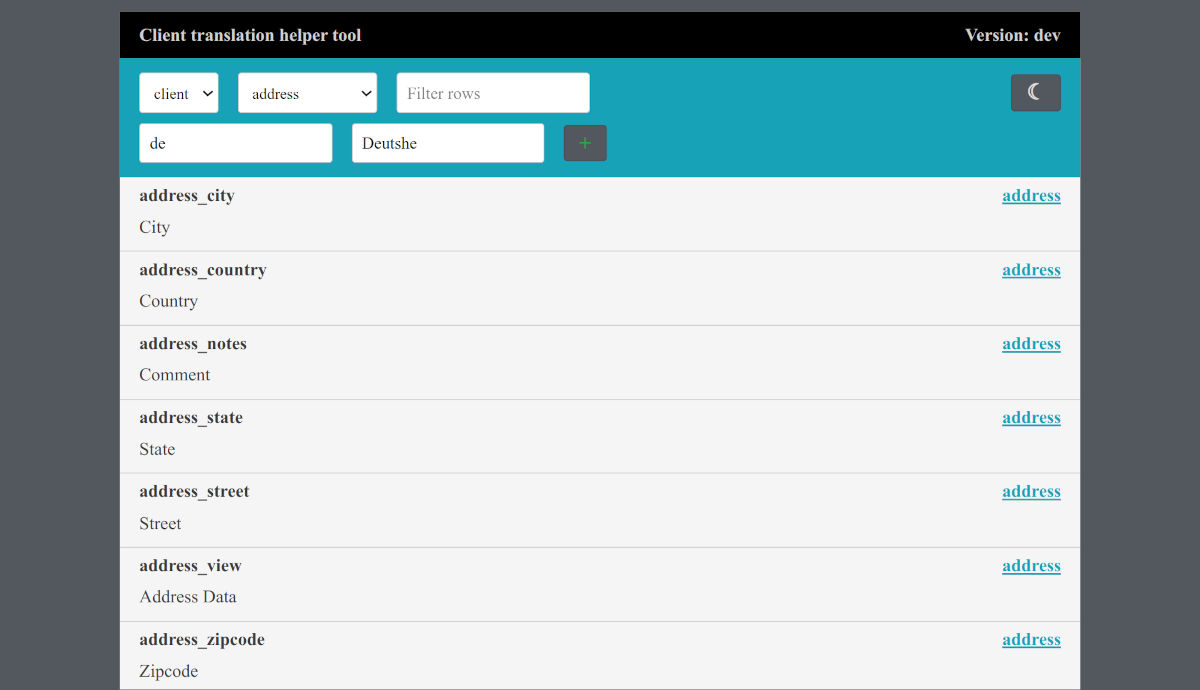 Client translation helper tool Version: dev
client address Filter rows
de Deutshe +
address_city address
City
address_country address
Country
address_notes address
Comment
address_state address
State
address_street address
Street
address_view address
Address Data
address_zipcode address
Zipcode